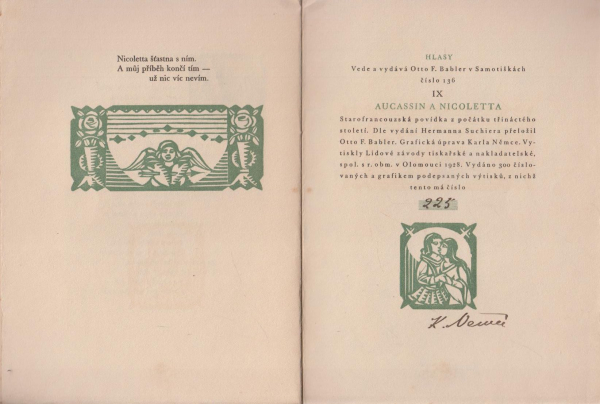 Nicoletta šťastna s ním.
A můj příběh končí tím —
už nic víc nevím.
HLASY
Vede a vydává Otto F. Babler v Samotiškách
číslo 136
IX
AUCASSIN A NICOLETTA
Starofrancouzská povídka z počátku třináctého
století. Dle vydání Hermanna Suchiera přeložil
Otto F. Babler. Grafická úprava Karla Němce. Vy-
tiskly Lidové závody tiskařské a nakladatelské,
spol. s r. obm. v Olomouci 1928. Vydáno 300 číslo-
vaných a grafikem podepsaných výtisků, z nichž
tento má číslo
225
K. Němec